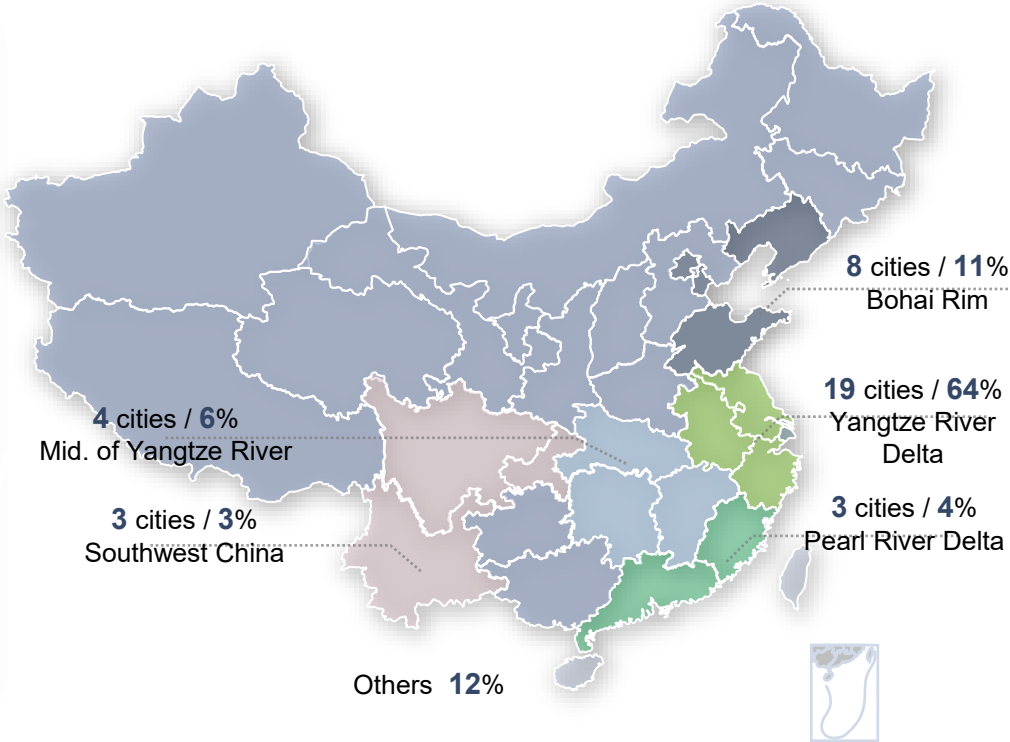 8 cities / 11%
Bohai Rim
19 cities / 64%
Yangtze River
Delta
4 cities / 6%
Mid. of Yangtze River
3 cities / 4%
Pearl River Delta
3 cities / 3%
Southwest China
Others 12%